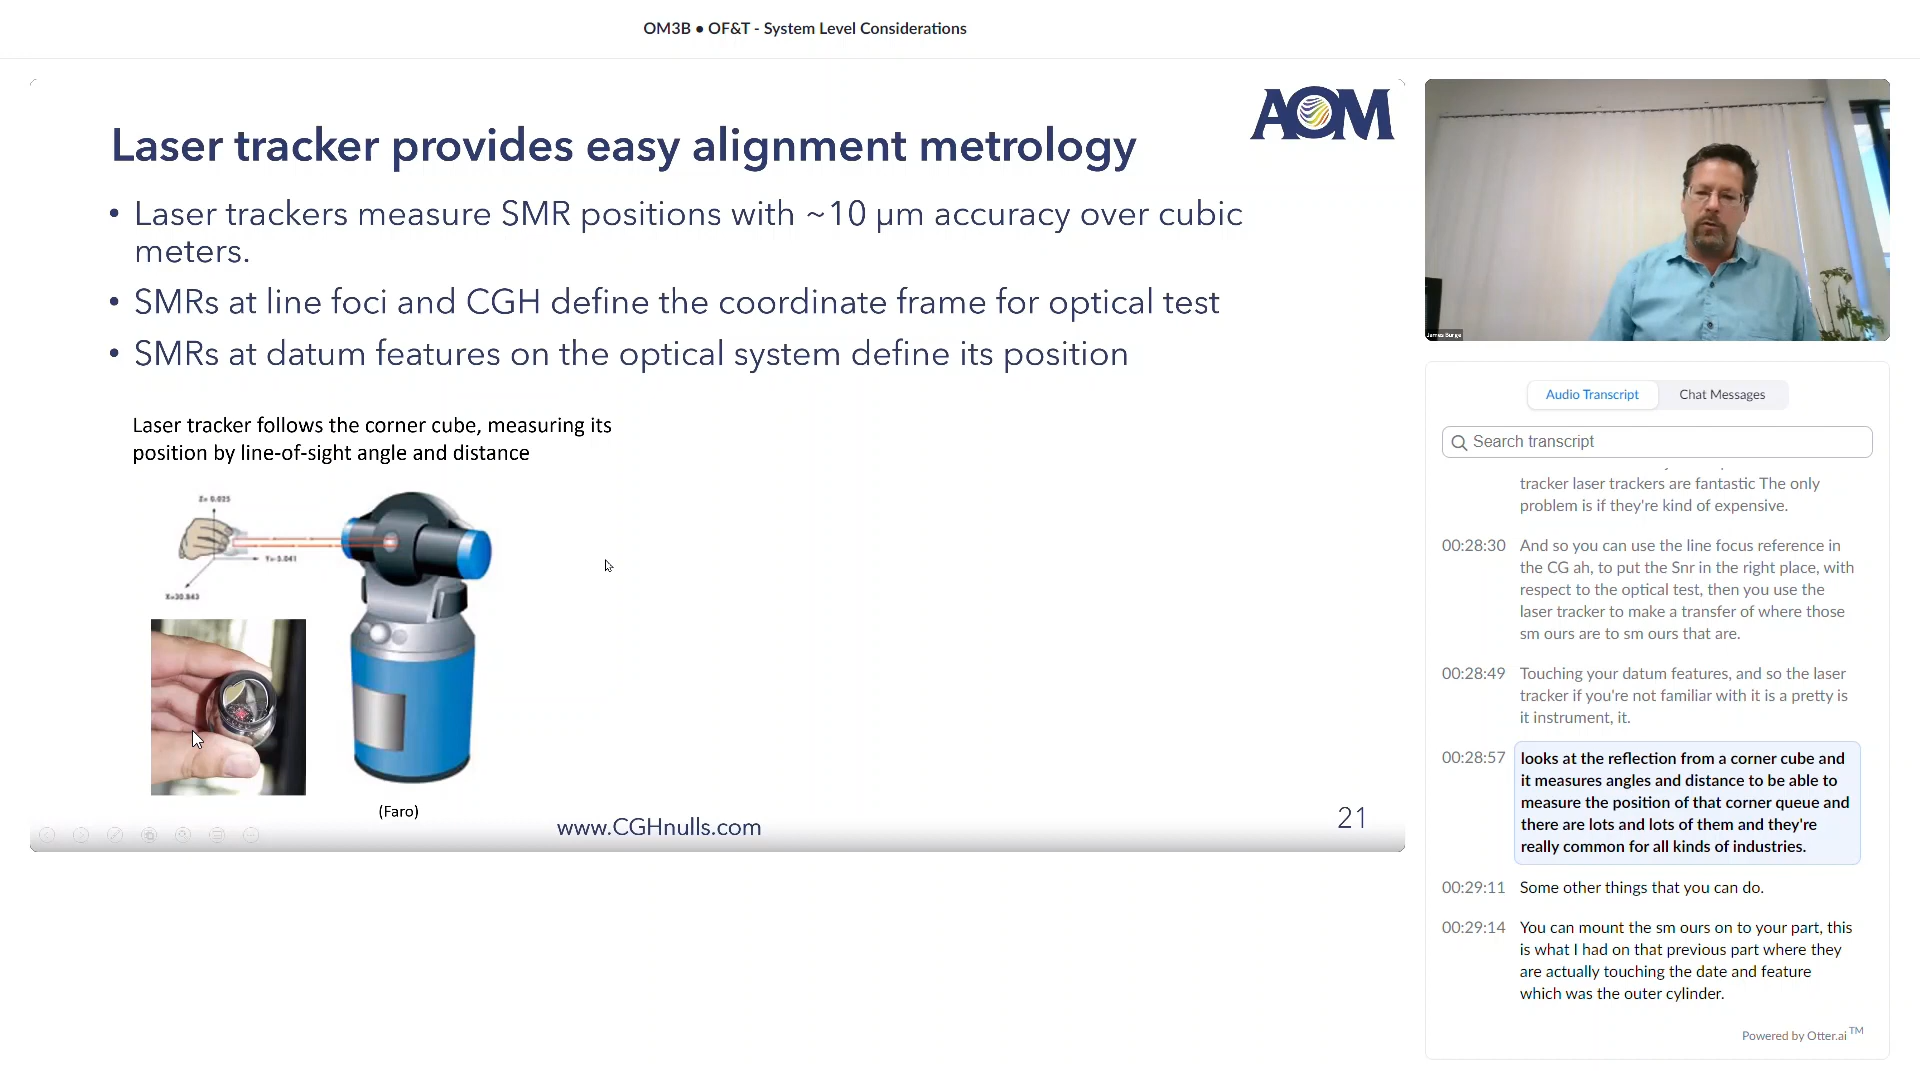 OM3B • OF&T - System Level Considerations
AOM
Laser tracker provides easy alignment metrology
• Laser trackers measure SMR positions with ~10 µm accuracy over cubic
meters.
• SMRs at line foci and CGH define the coordinate frame for optical test
• SMRs at datum features on the optical system define its position
Laser tracker follows the corner cube, measuring its
position by line-of-sight angle and distance
Z= 0.025
Y=5.041
X=30.843
(Faro)
www.CGHnulls.com
21
James Burge
Audio Transcript
Chat Messages
Search transcript
tracker laser trackers are fantastic The only
problem is if they're kind of expensive.
00:28:30
And so you can use the line focus reference in
the CG ah, to put the Snr in the right place, with
respect to the optical test, then you use the
laser tracker to make a transfer of where those
sm ours are to sm ours that are.
00:28:49
Touching your datum features, and so the laser
tracker if you're not familiar with it is a pretty is
it instrument, it.
00:28:57
looks at the reflection from a corner cube and
it measures angles and distance to be able to
measure the position of that corner queue and
there are lots and lots of them and they're
really common for all kinds of industries.
00:29:11
Some other things that you can do.
00:29:14
You can mount the sm ours on to your part, this
is what I had on that previous part where they
are actually touching the date and feature
which was the outer cylinder.
Powered by Otter.ai TM